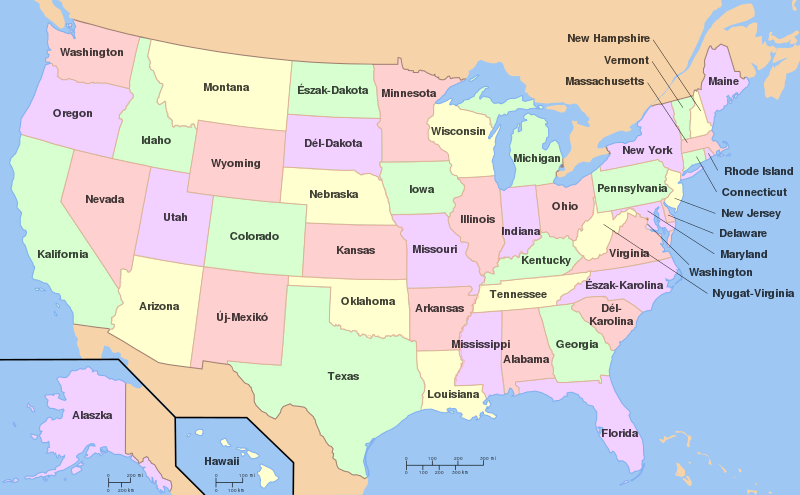 New Hampshire
Vermont
Massachusetts
Washington
Montana
Észak-Dakota
Minnesota
Maine
Oregon
Idaho
Wisconsin
Dél-Dakota
Michigan
New York
Wyoming
Rhode Island
Nevada
Utah
Nebraska
Iowa
Pennsylvania
Connecticut
Illinois
Indiana
Ohio
New Jersey
Kalifornia
Colorado
Kansas
Missouri
Kentucky
Virginia
Delaware
Maryland
Washington
Nyugat-Virginia
Arizona
Új-Mexikó
Oklahoma
Arkansas
Tennessee
Észak-Karolina
Dél-
Karolina
Mississippi
Alabama
Georgia
Texas
Louisiana
Florida
Alaszka
Hawaii
0 100 200 300 mi
0 100 200 300 km
0 200 mi
0 200 km
0 100 mi
0 100 km